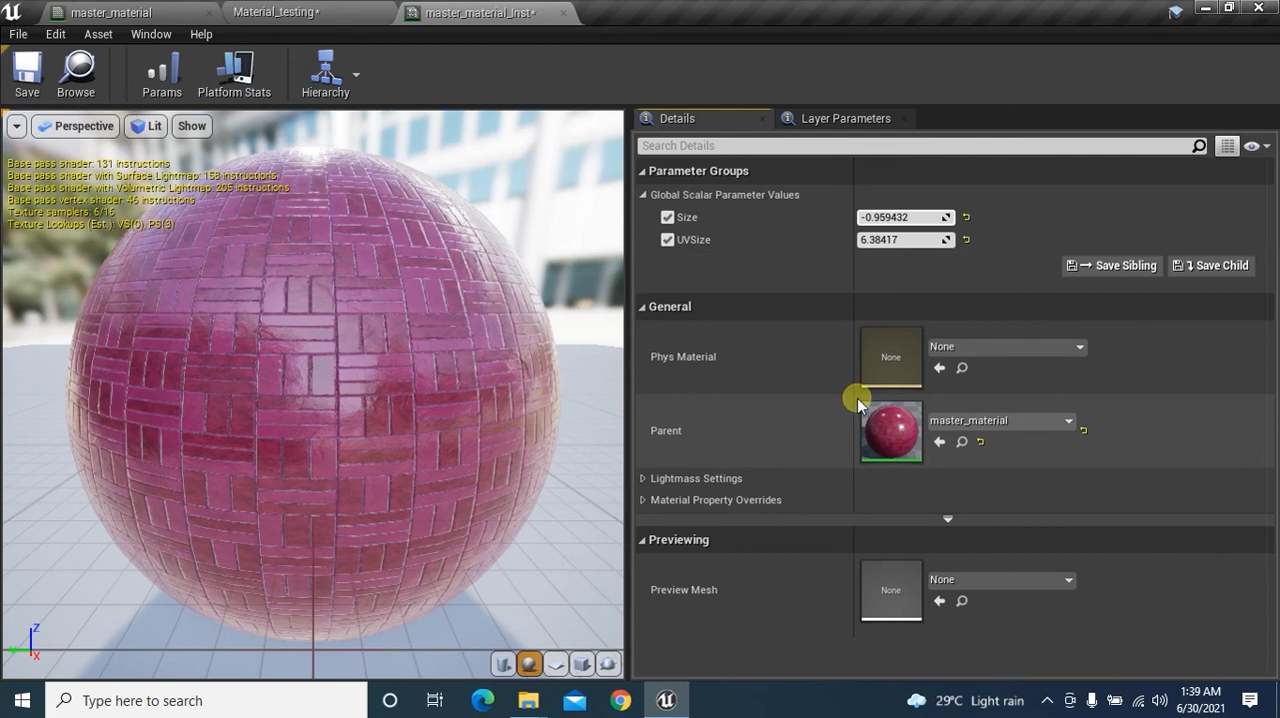 master_material
Material_testing*
master_material_Inst*
File Edit Asset Window Help
Save Browse Params Platform Stats Hierarchy
Perspective Lit Show
Base pass shader: 131 instructions
Base pass shader with Surface Lightmap: 158 instructions
Base pass shader with Volumetric Lightmap: 205 instructions
Base pass vertex shader: 46 instructions
Texture samplers: 6/16
Texture Lookups (Est.): VS(0), PS(3)
Z
Y
X
Details
Layer Parameters
Search Details
Parameter Groups
Global Scalar Parameter Values
Size -0.959432
UVSize 6.38417
Save Sibling Save Child
General
Phys Material None None
Parent master_material
Lightmass Settings
Material Property Overrides
Previewing
Preview Mesh None None
Type here to search
29°C Light rain
1:39 AM
6/30/2021